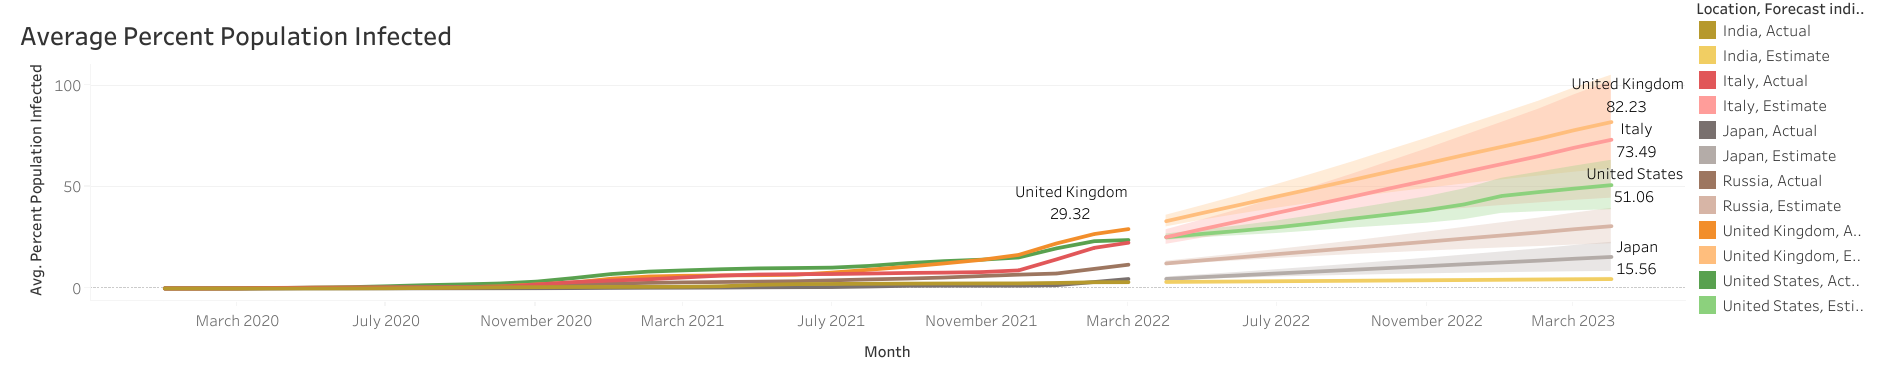 Average Percent Population Infected
Avg. Percent Population Infected
100
50
0
United Kingdom
29.32
United Kingdom
82.23
Italy
73.49
United States
51.06
Japan
15.56
March 2020
July 2020
November 2020
March 2021
July 2021
November 2021
March 2022
July 2022
November 2022
March 2023
Month
Location, Forecast indi..
India, Actual
India, Estimate
Italy, Actual
Italy, Estimate
Japan, Actual
Japan, Estimate
Russia, Actual
Russia, Estimate
United Kingdom, A..
United Kingdom, E..
United States, Act..
United States, Esti..